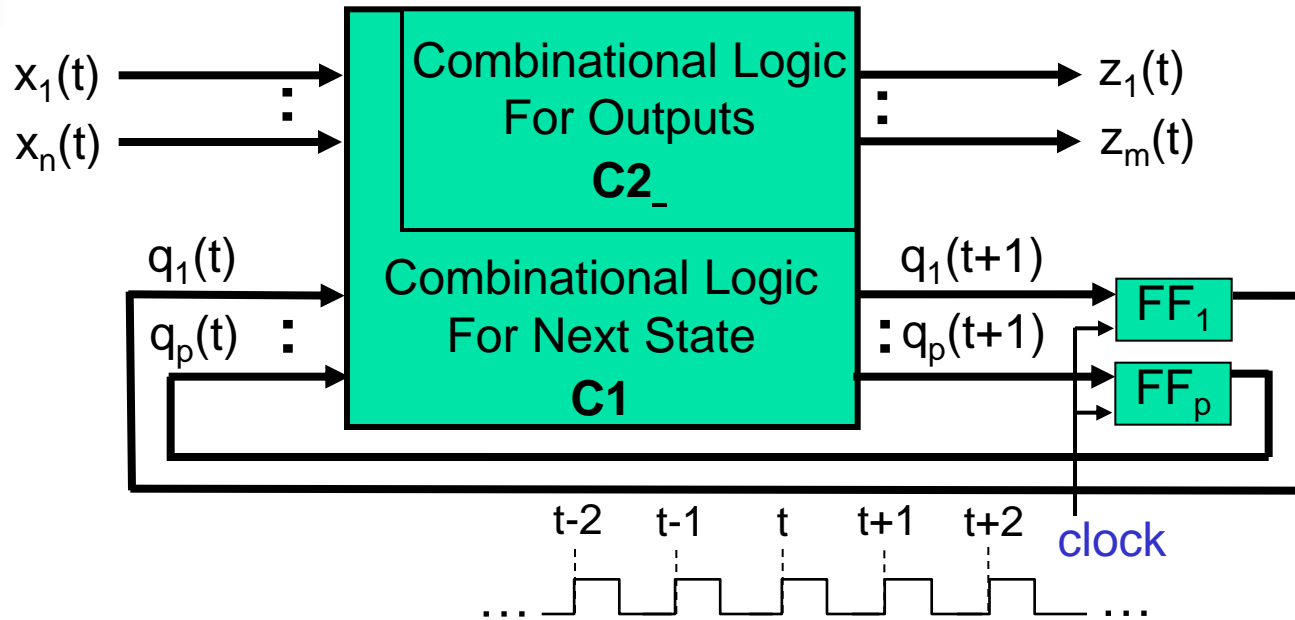 x₁(t)
xₙ(t)
Combinational Logic
For Outputs
C2_
z₁(t)
zₘ(t)
:
:
q₁(t)
qₚ(t)
:
Combinational Logic
For Next State
C1
q₁(t+1)
:
qₚ(t+1)
FF₁
FFₚ
t-2
t-1
t
t+1
t+2
clock
...
...